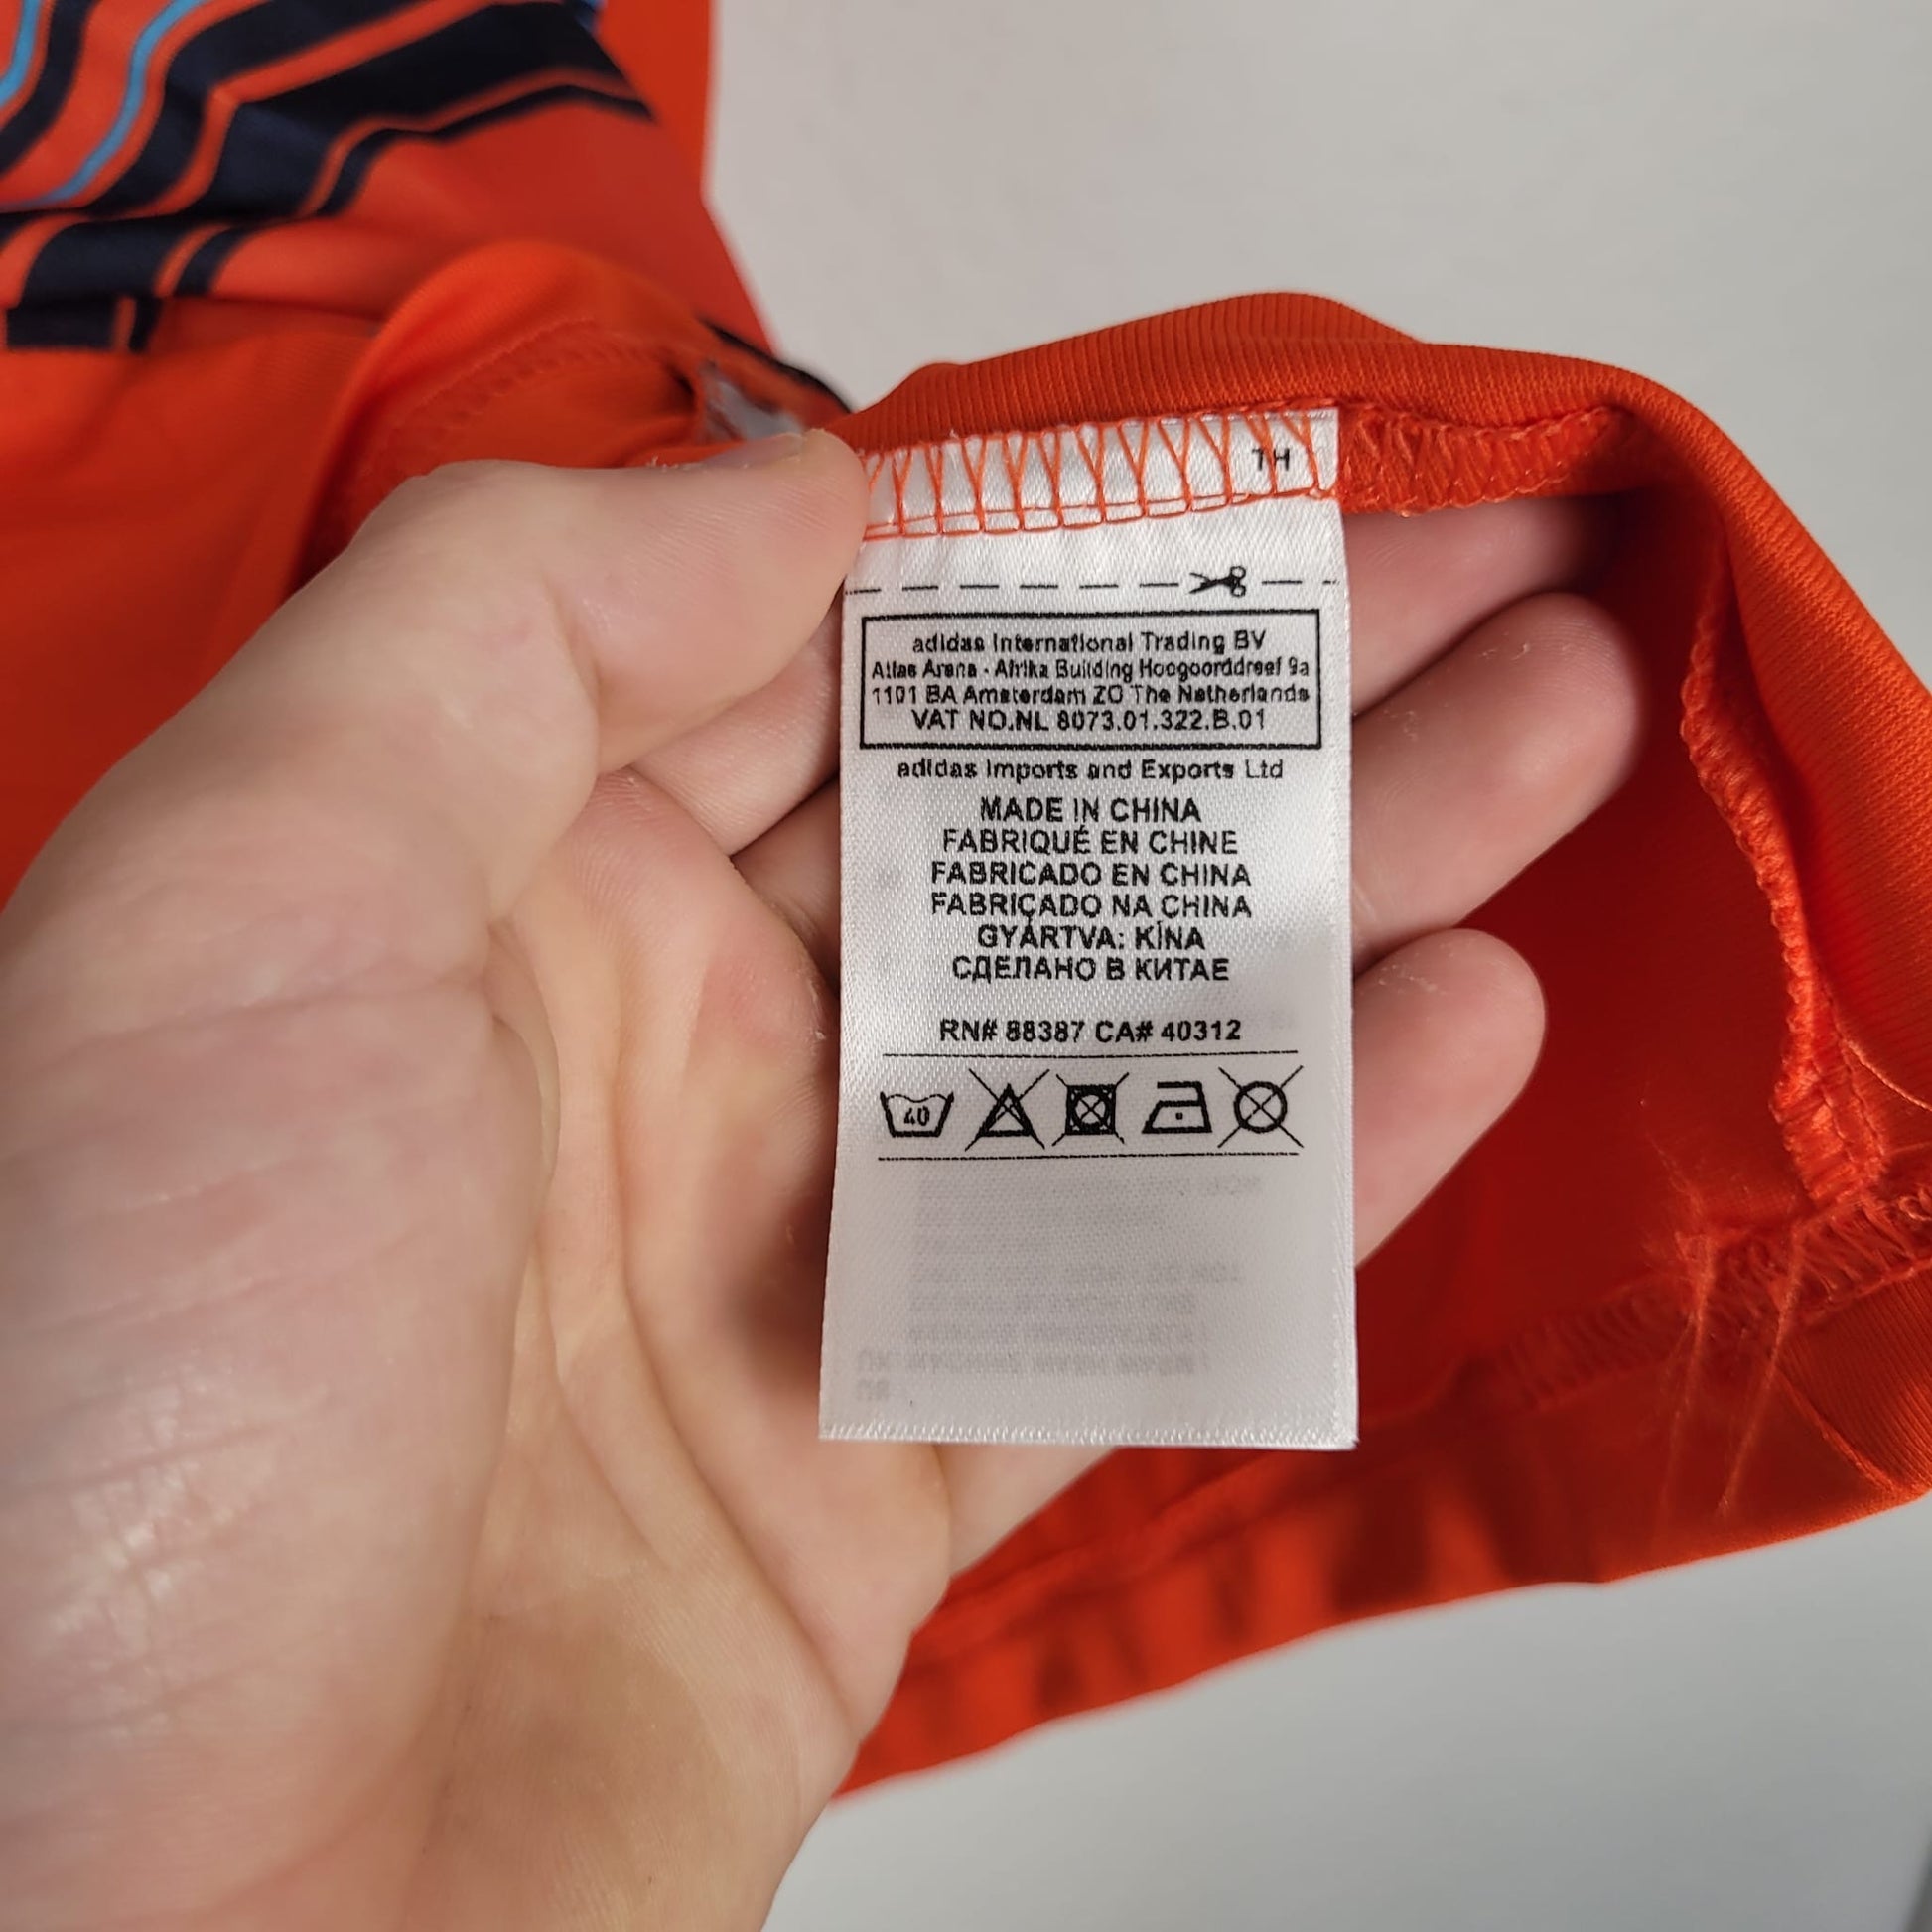 TH
adidas International Trading BV
Atlas Arena - Afrika Building Hoogoorddreef 9a
1101 BA Amsterdam ZO The Netherlands
VAT NO.NL 8073.01.322.B.01
adidas Imports and Exports Ltd
MADE IN CHINA
FABRIQUÉ EN CHINE
FABRICADO EN CHINA
FABRIÇADO NA CHINA
GYÁRTVA: KÍNA
СДЕЛАНО В КИТАЕ
RN# 88387 CA# 40312
40